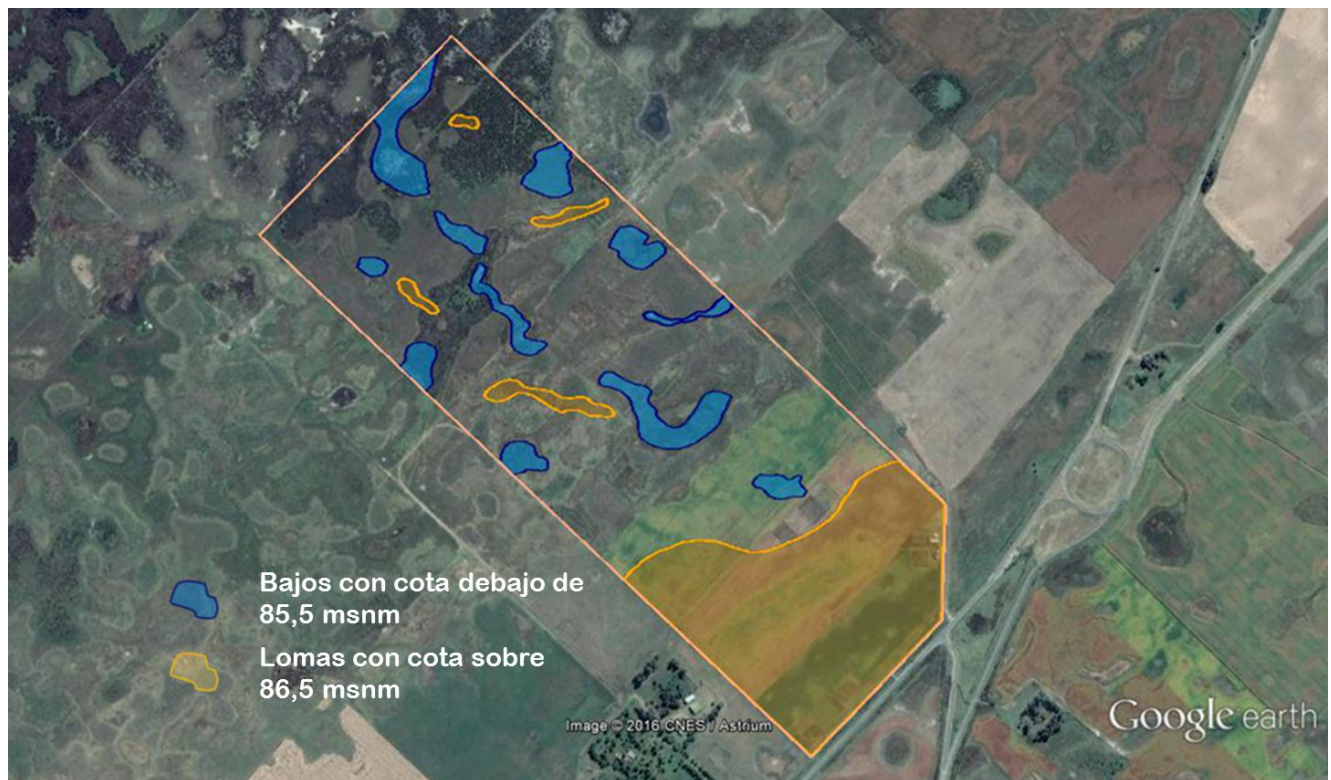 Bajos con cota debajo de
85,5 msnm
Lomas con cota sobre
86,5 msnm
Image © 2016 CNES / Astrium
Google earth